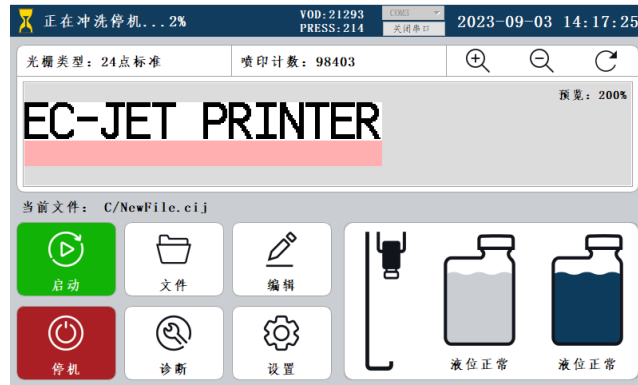 正在冲洗停机...2%
VOD:21293
PRESS:214
COM3
关闭串口
2023-09-03 14:17:25
光栅类型: 24点标准
喷印计数: 98403
预览: 200%
EC-JET PRINTER
当前文件: C/NewFile.cij
启动
文件
编辑
停机
诊断
设置
液位正常
液位正常